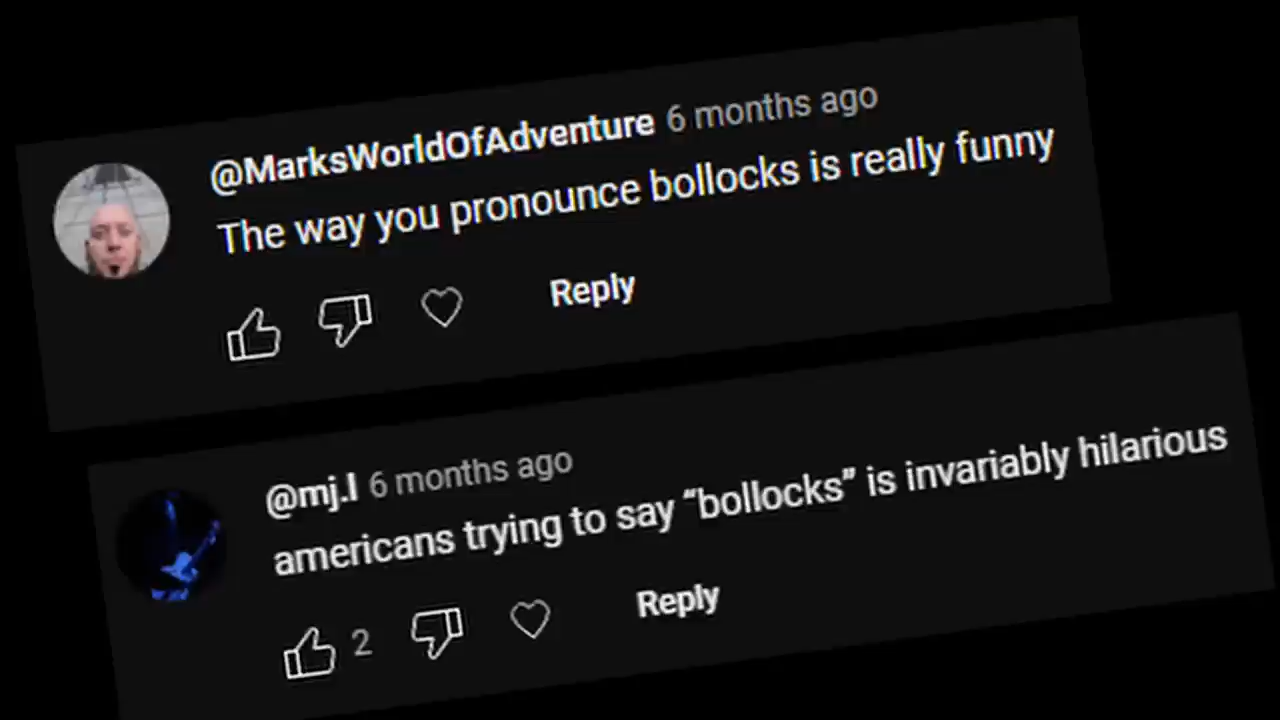 @MarksWorldOfAdventure 6 months ago
The way you pronounce bollocks is really funny
Reply
@mj.l 6 months ago
americans trying to say “bollocks” is invariably hilarious
2
Reply